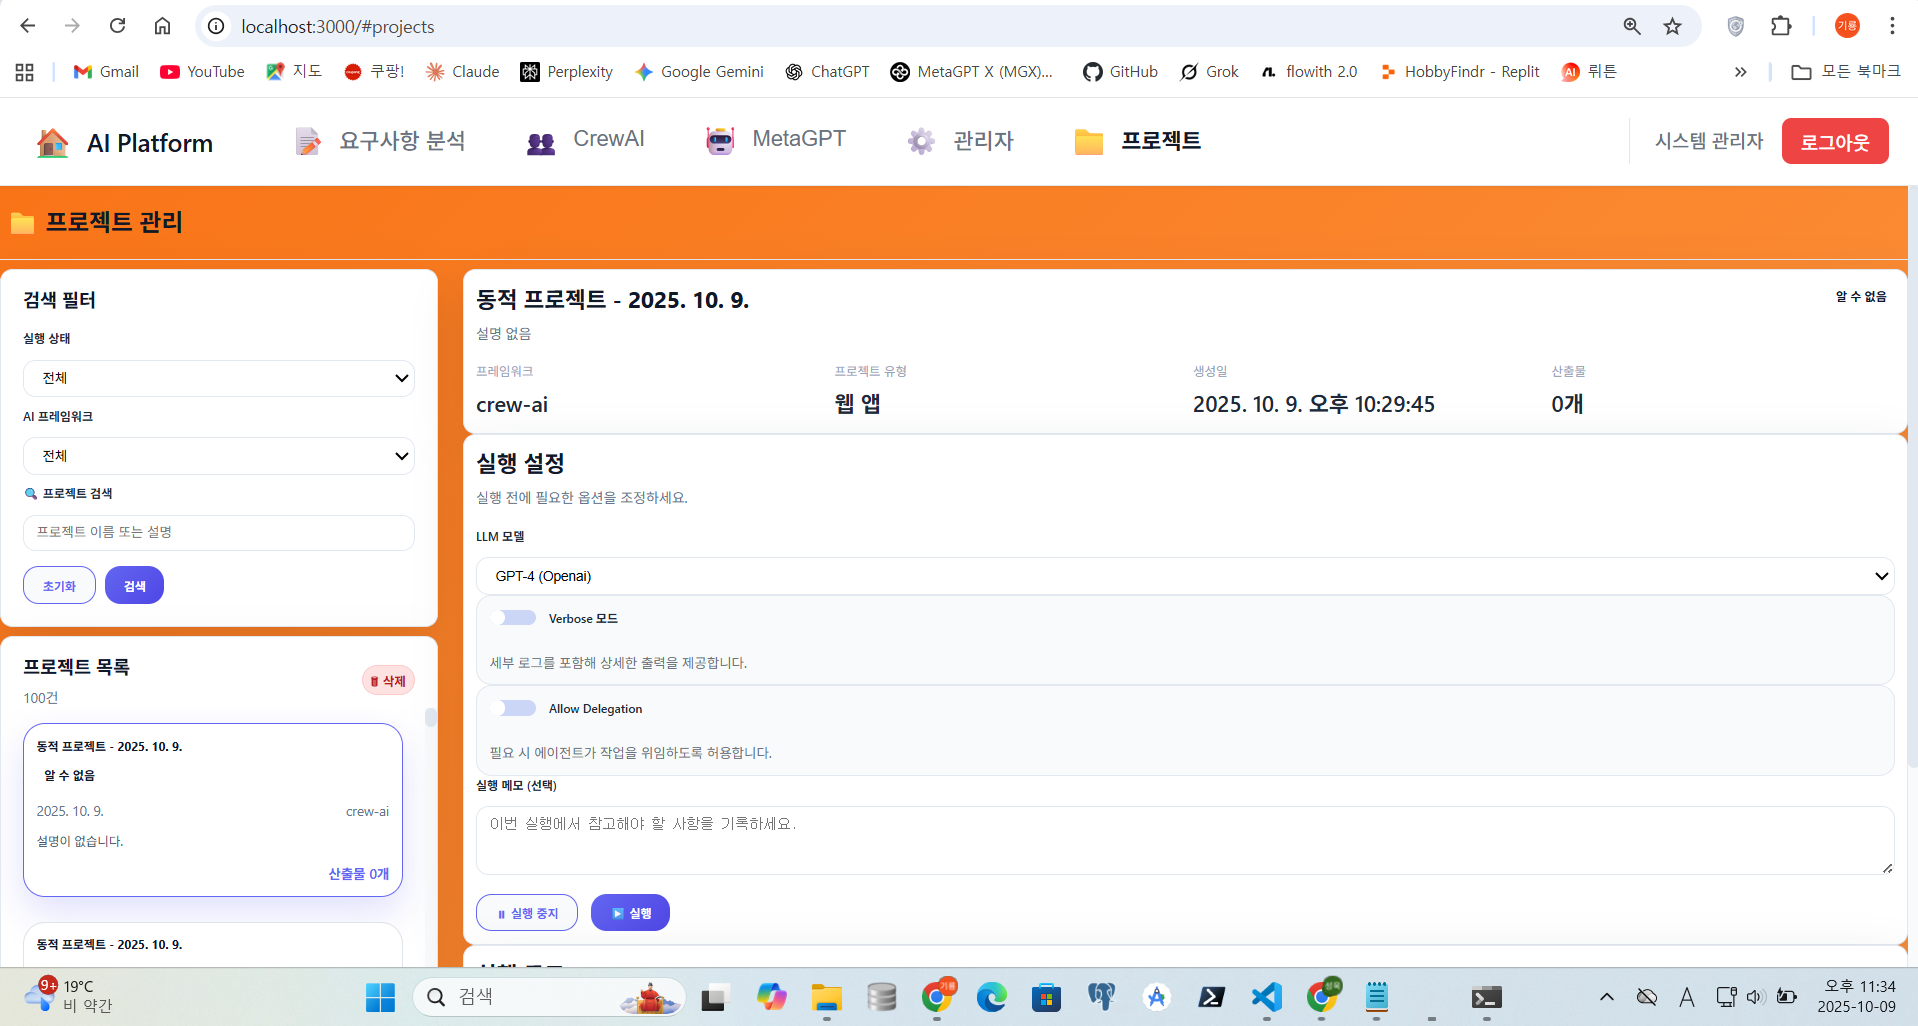 localhost:3000/#projects
기룡
Gmail
YouTube
지도
쿠팡!
Claude
Perplexity
Google Gemini
ChatGPT
MetaGPT X (MGX)...
GitHub
Grok
flowith 2.0
HobbyFindr - Replit
뤼튼
모든 북마크
AI Platform
요구사항 분석
CrewAI
MetaGPT
관리자
프로젝트
시스템 관리자
로그아웃
프로젝트 관리
검색 필터
실행 상태
전체
AI 프레임워크
전체
프로젝트 검색
프로젝트 이름 또는 설명
초기화
검색
프로젝트 목록
100건
삭제
동적 프로젝트 - 2025. 10. 9.
알 수 없음
2025. 10. 9.
crew-ai
설명이 없습니다.
산출물 0개
동적 프로젝트 - 2025. 10. 9.
동적 프로젝트 - 2025. 10. 9.
알 수 없음
설명 없음
프레임워크
프로젝트 유형
생성일
산출물
crew-ai
웹 앱
2025. 10. 9. 오후 10:29:45
0개
실행 설정
실행 전에 필요한 옵션을 조정하세요.
LLM 모델
GPT-4 (Openai)
Verbose 모드
세부 로그를 포함해 상세한 출력을 제공합니다.
Allow Delegation
필요 시 에이전트가 작업을 위임하도록 허용합니다.
실행 메모 (선택)
이번 실행에서 참고해야 할 사항을 기록하세요.
실행 중지
실행
9+
19°C
비 약간
검색
A
오후 11:34
2025-10-09